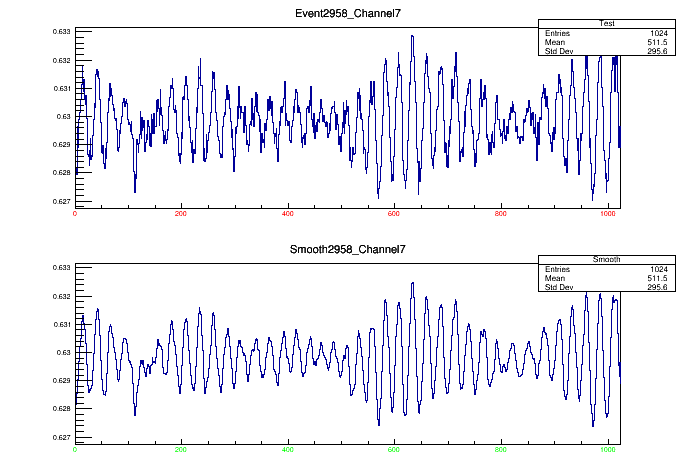 Event2958_Channel7
Test
Entries 1024
Mean 511.5
Std Dev 295.6
0.633
0.632
0.631
0.63
0.629
0.628
0.627
0 200 400 600 800 1000
Smooth2958_Channel7
Smooth
Entries 1024
Mean 511.5
Std Dev 295.6
0.633
0.632
0.631
0.63
0.629
0.628
0.627
0 200 400 600 800 1000